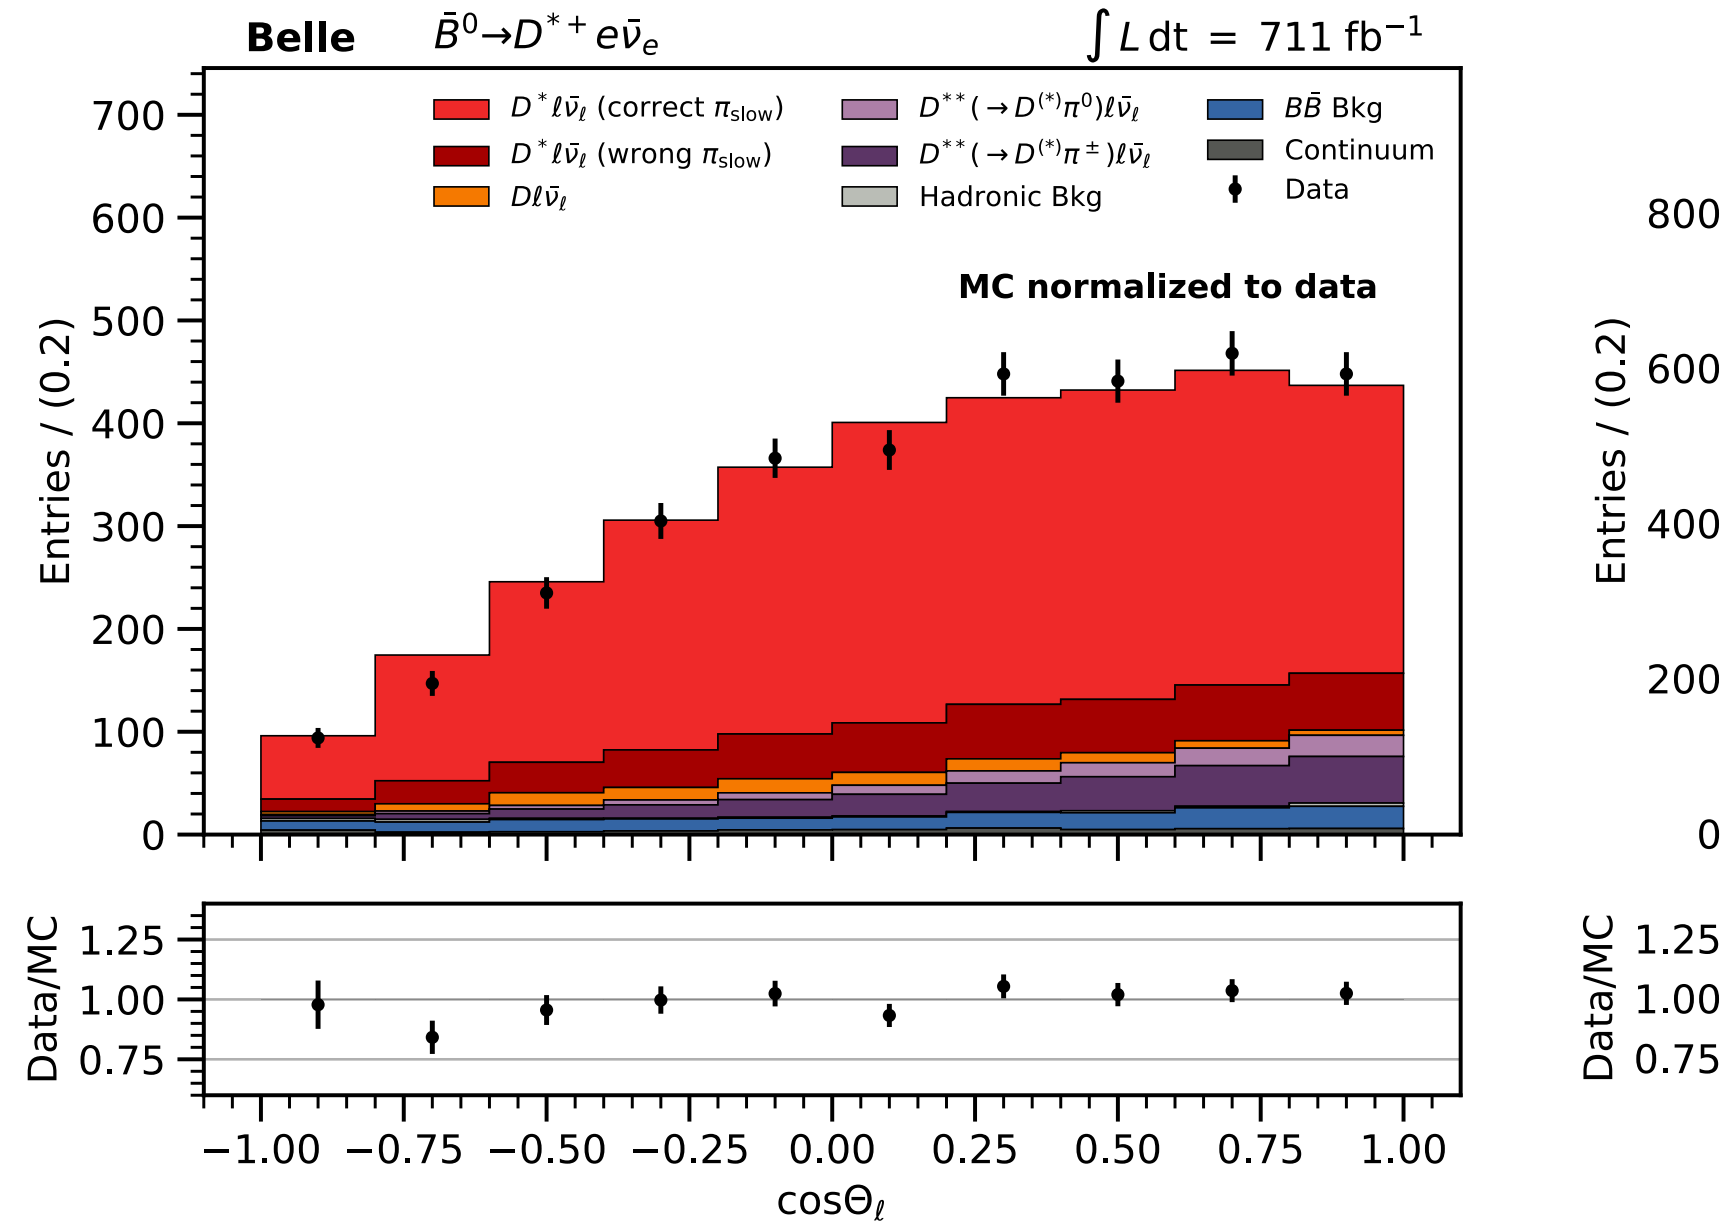 Belle B̄⁰→D*⁺eν̄ₑ ∫L dt = 711 fb⁻¹
D*ℓν̄ℓ (correct πslow)
D*ℓν̄ℓ (wrong πslow)
Dℓν̄ℓ
D**(→D⁽*⁾π⁰)ℓν̄ℓ
D**(→D⁽*⁾π±)ℓν̄ℓ
Hadronic Bkg
BB̄ Bkg
Continuum
Data
MC normalized to data
Entries / (0.2)
700
600
500
400
300
200
100
0
Data/MC
1.25
1.00
0.75
−1.00 −0.75 −0.50 −0.25 0.00 0.25 0.50 0.75 1.00
cosΘℓ
Entries / (0.2)
800
600
400
200
0
Data/MC
1.25
1.00
0.75